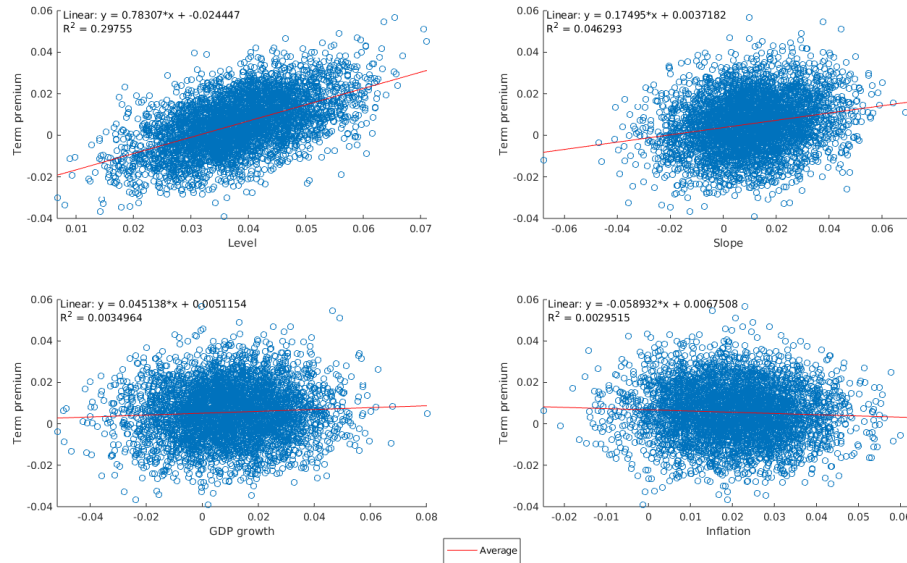 Linear: y = 0.78307*x + -0.024447
R² = 0.29755
0.06
0.04
0.02
0
-0.02
-0.04
Term premium
0.01 0.02 0.03 0.04 0.05 0.06 0.07
Level
Linear: y = 0.17495*x + 0.0037182
R² = 0.046293
0.06
0.04
0.02
0
-0.02
-0.04
Term premium
-0.06 -0.04 -0.02 0 0.02 0.04 0.06
Slope
Linear: y = 0.045138*x + 0.0051154
R² = 0.0034964
0.06
0.04
0.02
0
-0.02
-0.04
Term premium
-0.04 -0.02 0 0.02 0.04 0.06 0.08
GDP growth
Linear: y = -0.058932*x + 0.0067508
R² = 0.0029515
0.06
0.04
0.02
0
-0.02
-0.04
Term premium
-0.02 -0.01 0 0.01 0.02 0.03 0.04 0.05 0.06
Inflation
Average